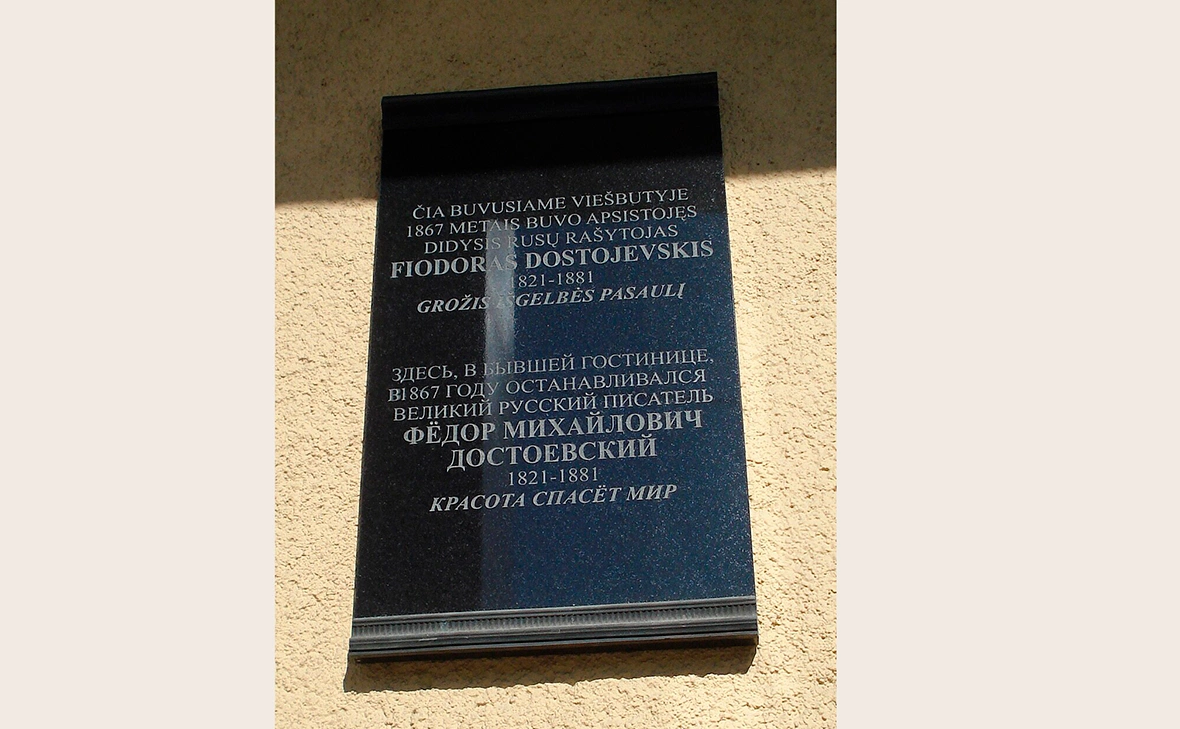 ČIA BUVUSIAME VIEŠBUTYJE
1867 METAIS BUVO APSISTOJĘS
DIDYSIS RUSŲ RAŠYTOJAS
FIODORAS DOSTOJEVSKIS
1821-1881
GROŽIS IŠGELBĖS PASAULĮ
ЗДЕСЬ, В БЫВШЕЙ ГОСТИНИЦЕ,
В1867 ГОДУ ОСТАНАВЛИВАЛСЯ
ВЕЛИКИЙ РУССКИЙ ПИСАТЕЛЬ
ФЁДОР МИХАЙЛОВИЧ
ДОСТОЕВСКИЙ
1821-1881
КРАСОТА СПАСЁТ МИР